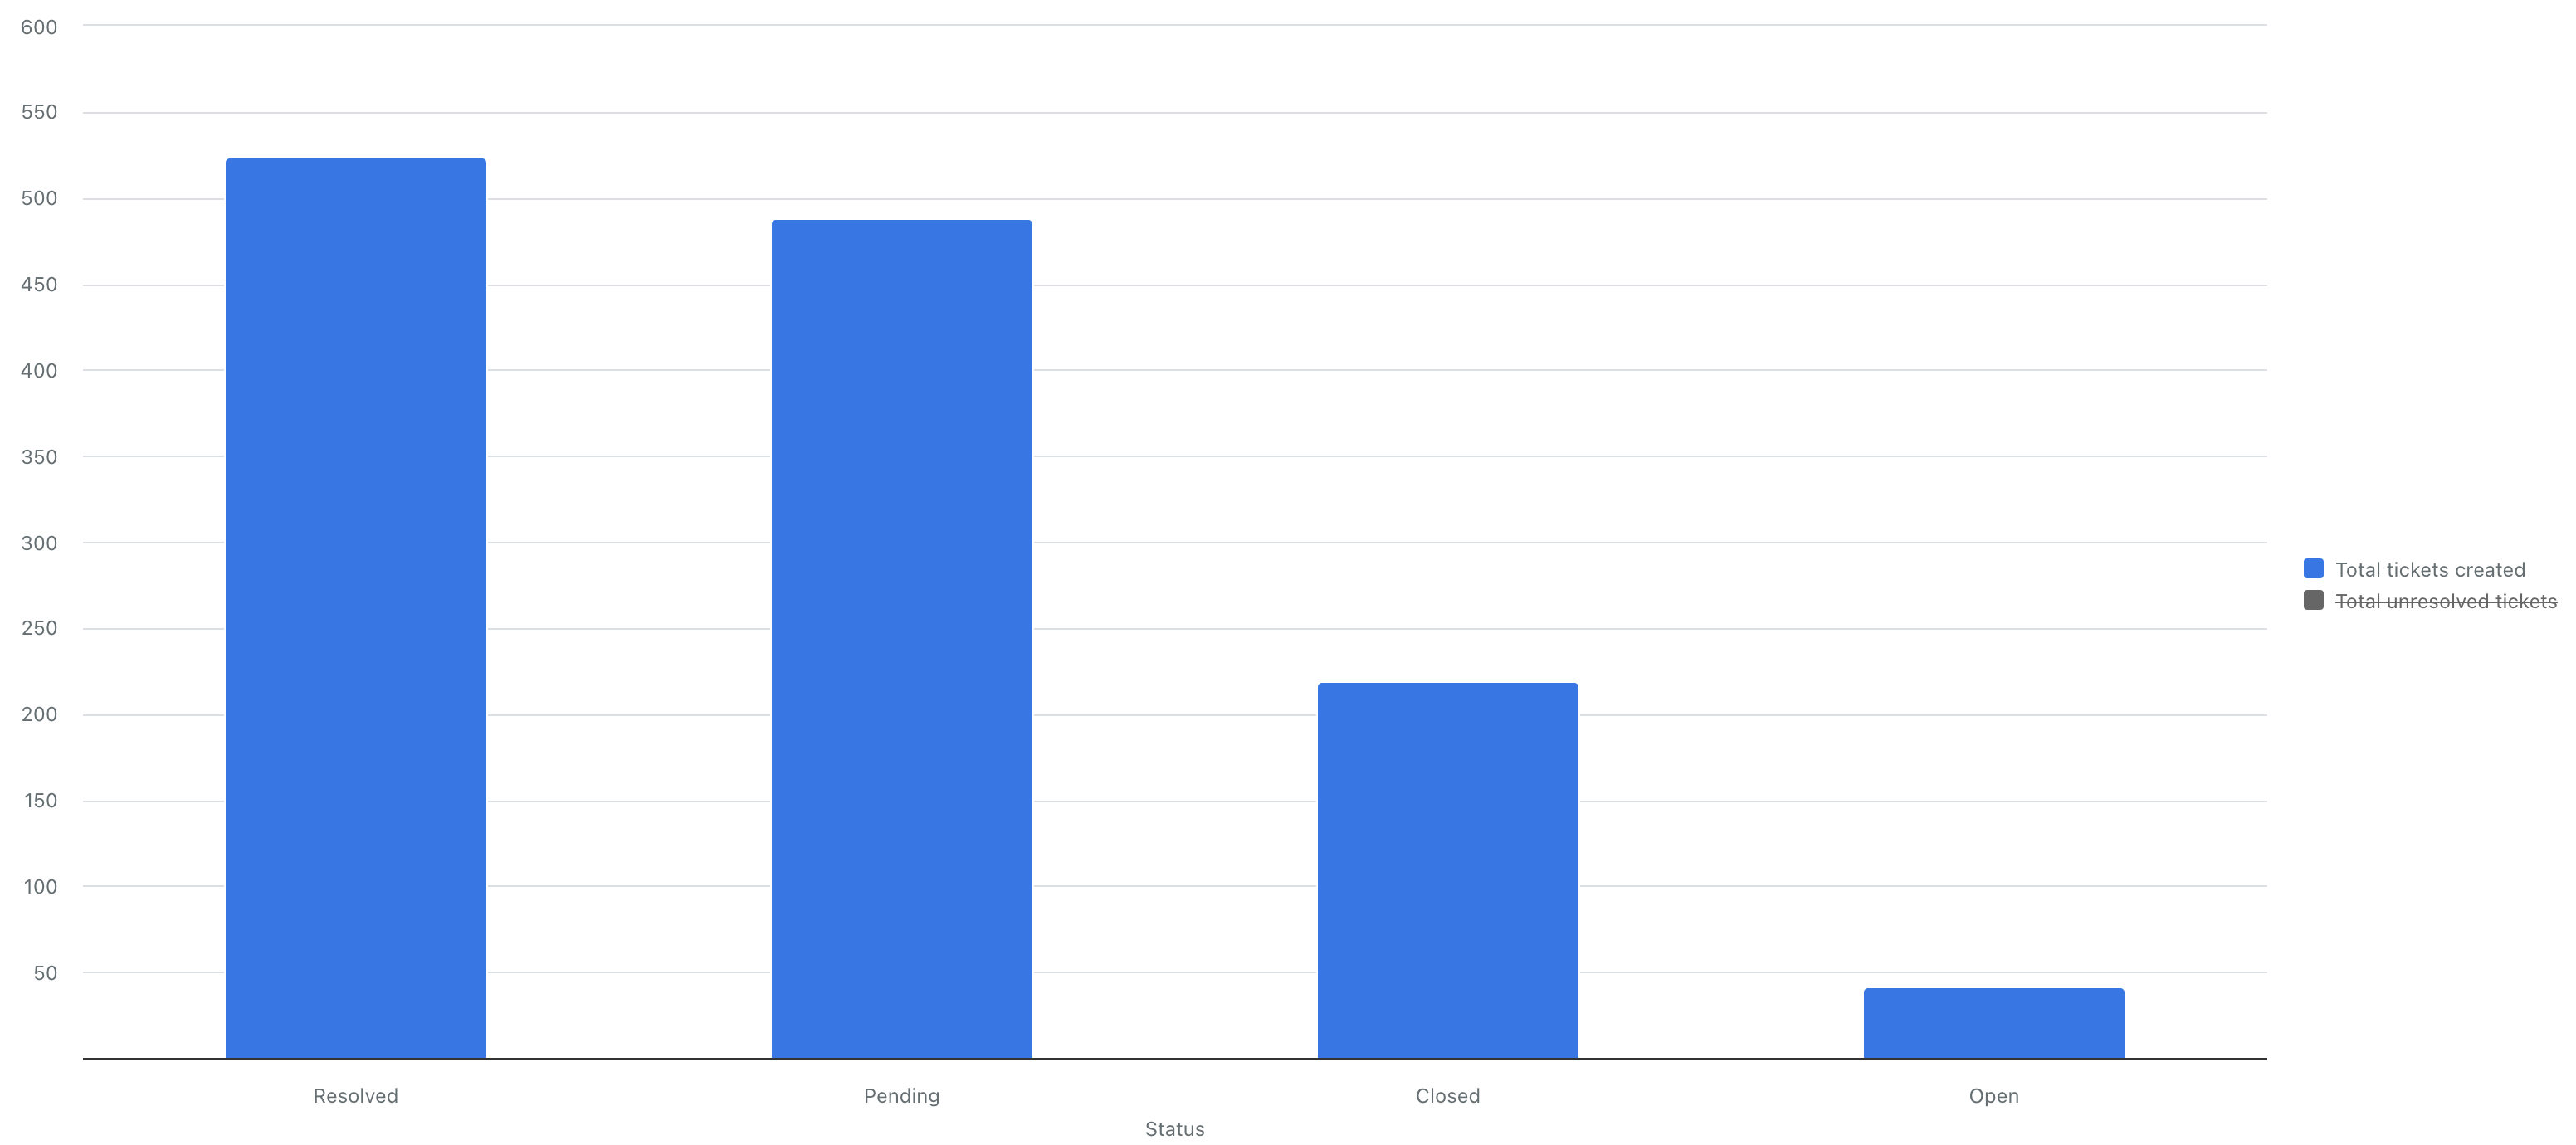 600
550
500
450
400
350
300
250
200
150
100
50
Resolved
Pending
Closed
Open
Status
Total tickets created
Total unresolved tickets